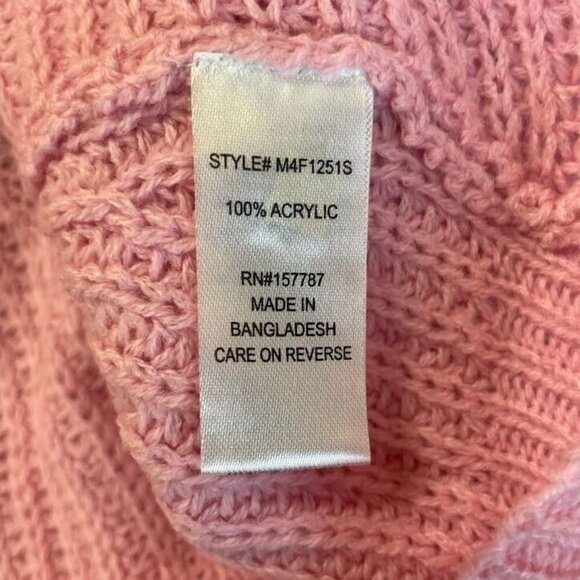 STYLE# M4F1251S
100% ACRYLIC
RN#157787
MADE IN
BANGLADESH
CARE ON REVERSE